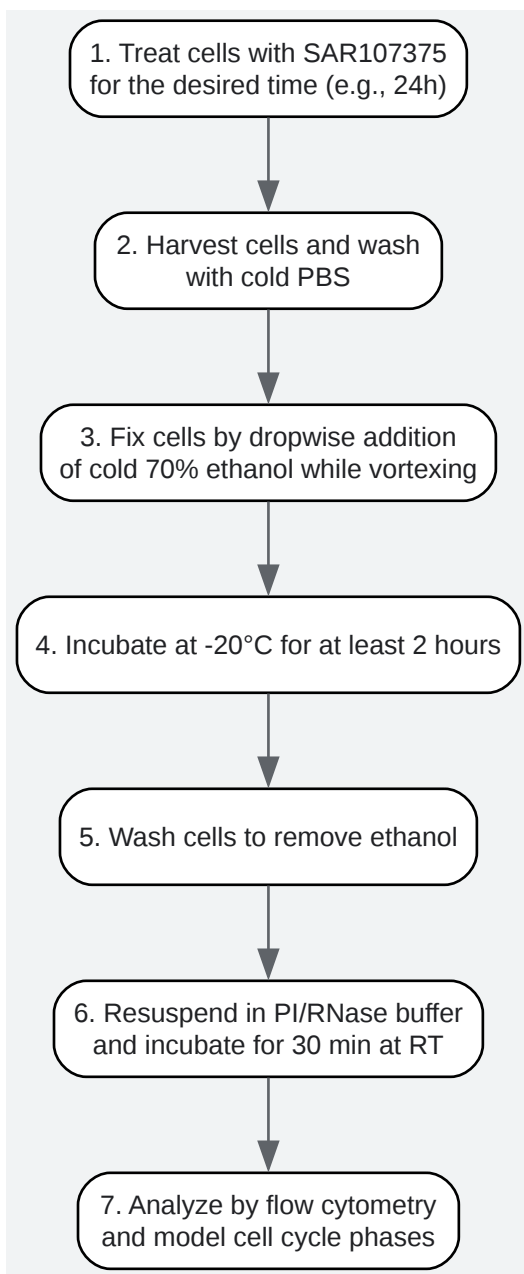 1. Treat cells with SAR107375
for the desired time (e.g., 24h)
2. Harvest cells and wash
with cold PBS
3. Fix cells by dropwise addition
of cold 70% ethanol while vortexing
4. Incubate at -20°C for at least 2 hours
5. Wash cells to remove ethanol
6. Resuspend in PI/RNase buffer
and incubate for 30 min at RT
7. Analyze by flow cytometry
and model cell cycle phases